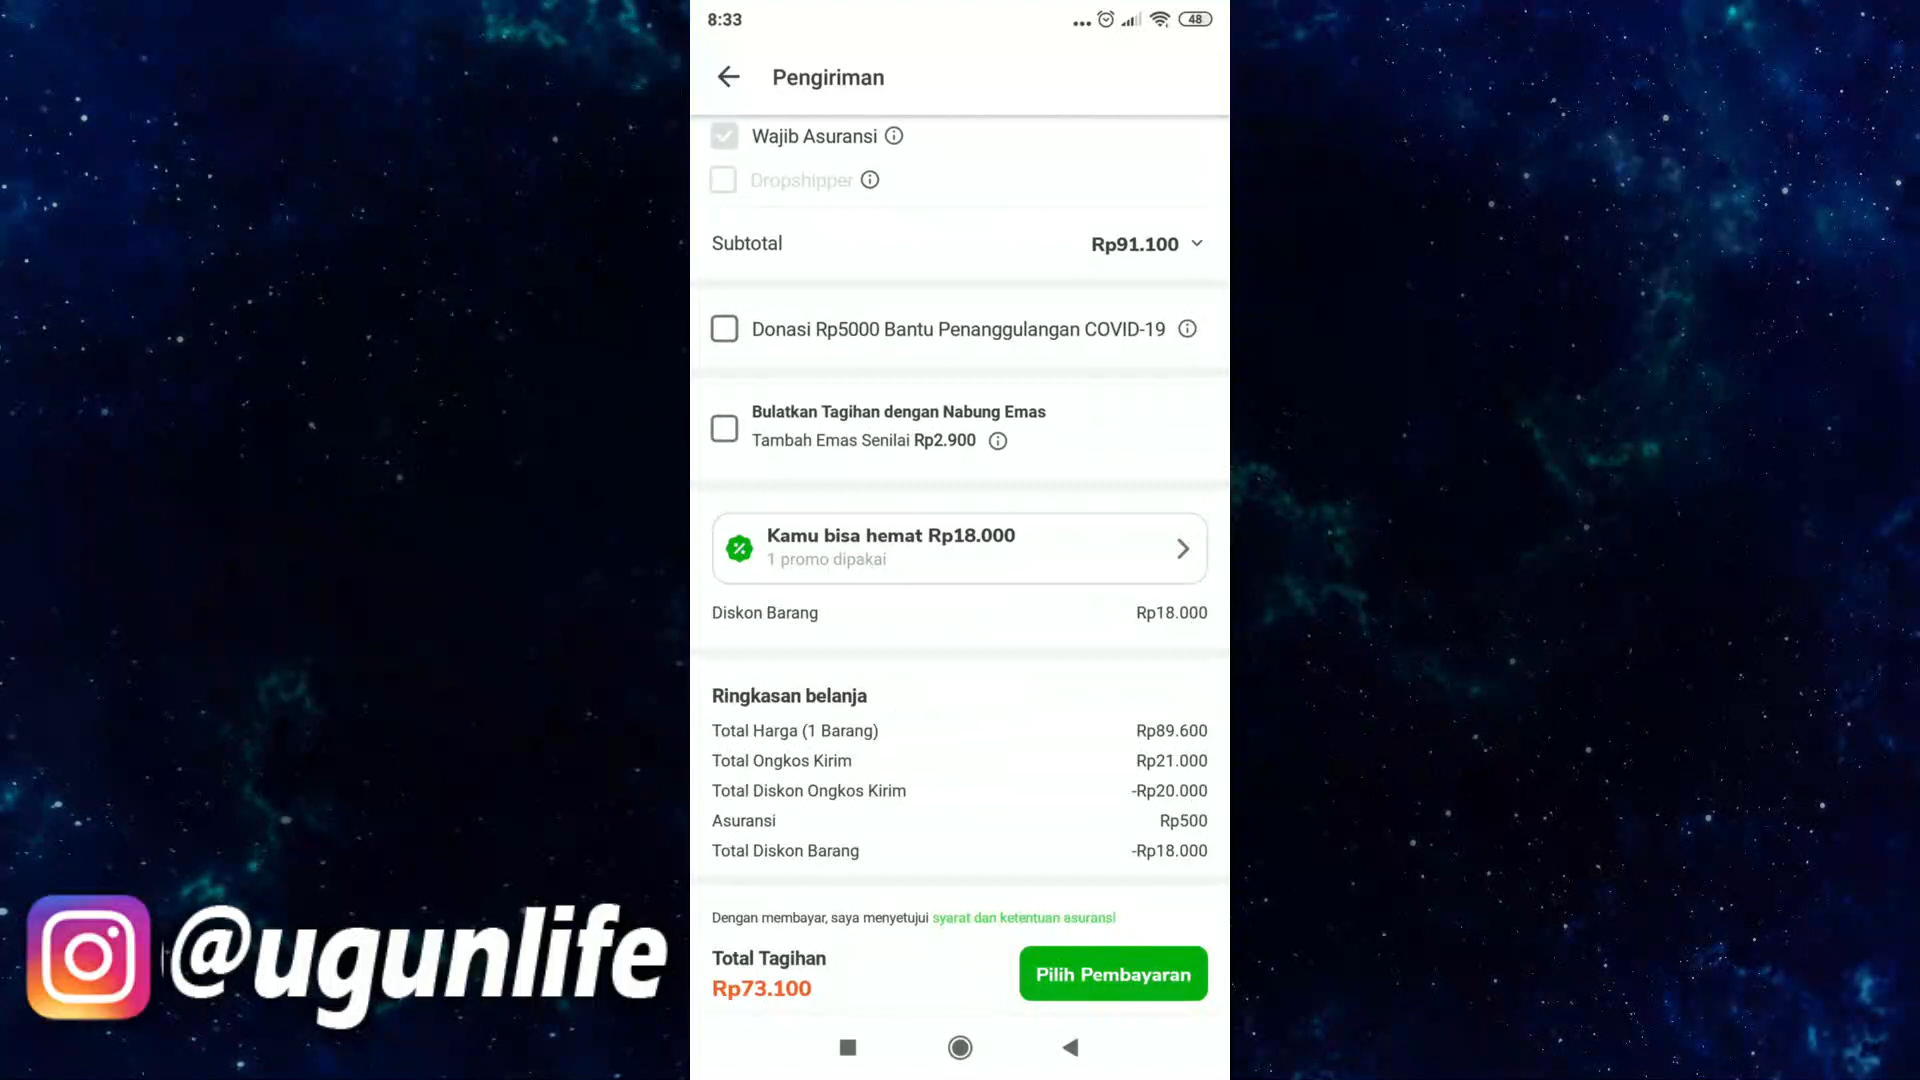 8:33
48
Pengiriman
Wajib Asuransi
Dropshipper
Subtotal Rp91.100
Donasi Rp5000 Bantu Penanggulangan COVID-19
Bulatkan Tagihan dengan Nabung Emas
Tambah Emas Senilai Rp2.900
Kamu bisa hemat Rp18.000
1 promo dipakai
Diskon Barang Rp18.000
Ringkasan belanja
Total Harga (1 Barang) Rp89.600
Total Ongkos Kirim Rp21.000
Total Diskon Ongkos Kirim -Rp20.000
Asuransi Rp500
Total Diskon Barang -Rp18.000
Dengan membayar, saya menyetujui syarat dan ketentuan asuransi
Total Tagihan
Rp73.100
Pilih Pembayaran
@ugunlife